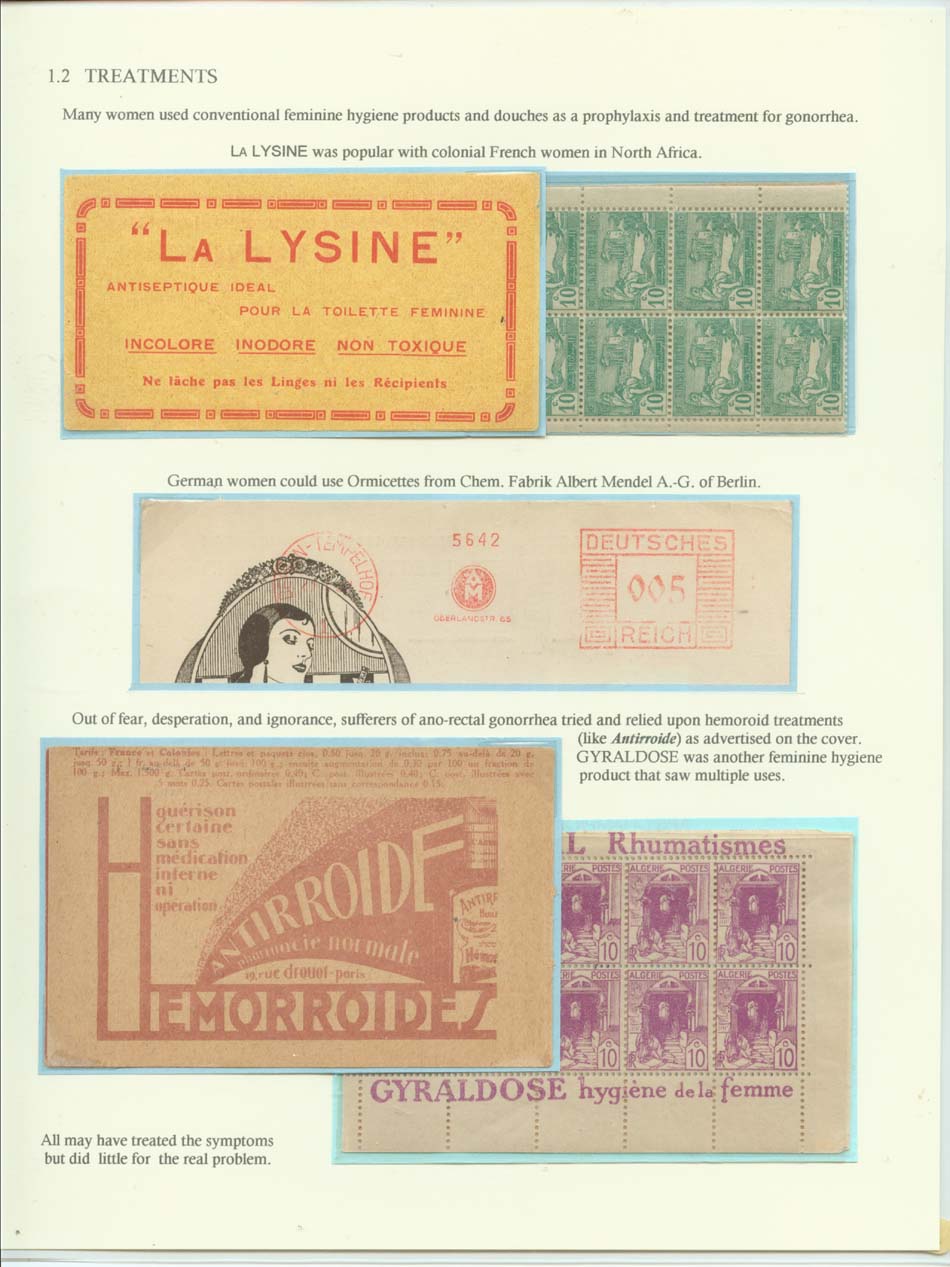 1.2 TREATMENTS
Many women used conventional feminine hygiene products and douches as a prophylaxis and treatment for gonorrhea.
LA LYSINE was popular with colonial French women in North Africa.
"LA LYSINE"
ANTISEPTIQUE IDEAL
POUR LA TOILETTE FEMININE
INCOLORE INODORE NON TOXIQUE
Ne tâche pas les Linges ni les Récipients
10 10 10 10
10 10 10 10
German women could use Ormicettes from Chem. Fabrik Albert Mendel A.-G. of Berlin.
N-TEMPELHOF
5642
AM
OBERLANDSTR. 65
DEUTSCHES
005
REICH
Out of fear, desperation, and ignorance, sufferers of ano-rectal gonorrhea tried and relied upon hemoroid treatments
(like Antirroide) as advertised on the cover.
GYRALDOSE was another feminine hygiene
product that saw multiple uses.
Tarifs : France et Colonies : Lettres et paquets clos, 0.50 jusq. 20 g. inclus; 0.75 au-delà de 20 g.
jusq. 50 g.; 1 fr. au-delà de 50 g. jusq. 100 g.; ensuite augmentation de 0.30 par 100 ou fraction de
100 g.; Max. 1.500 g. Cartes post. ordinaires 0.40; C. post. illustrées 0.40; C. post. illustrées avec
5 mots 0.25. Cartes postales illustrées sans correspondance 0.15.
guérison
certaine
sans
médication
interne
ni
opération
ANTIRROIDE
pharmacie normale
19, rue drouot-paris
HEMORROIDES
L Rhumatismes
ALGERIE POSTES ALGERIE POSTES
10 10 10
ALGERIE POSTES ALGERIE POSTES
10 10 10
GYRALDOSE hygiène de la femme
All may have treated the symptoms
but did little for the real problem.